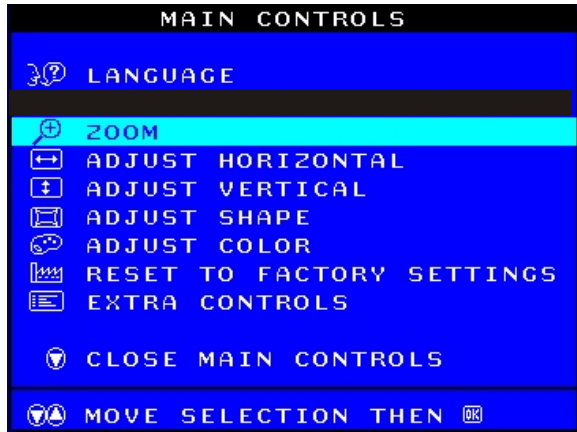 MAIN CONTROLS
LANGUAGE
ZOOM
ADJUST HORIZONTAL
ADJUST VERTICAL
ADJUST SHAPE
ADJUST COLOR
RESET TO FACTORY SETTINGS
EXTRA CONTROLS
CLOSE MAIN CONTROLS
MOVE SELECTION THEN OK